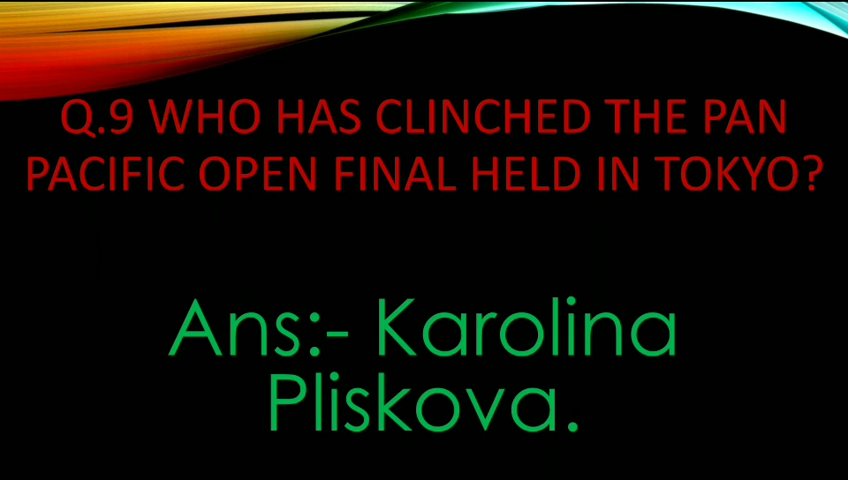 Q.9 WHO HAS CLINCHED THE PAN
PACIFIC OPEN FINAL HELD IN TOKYO?
Ans:- Karolina
Pliskova.